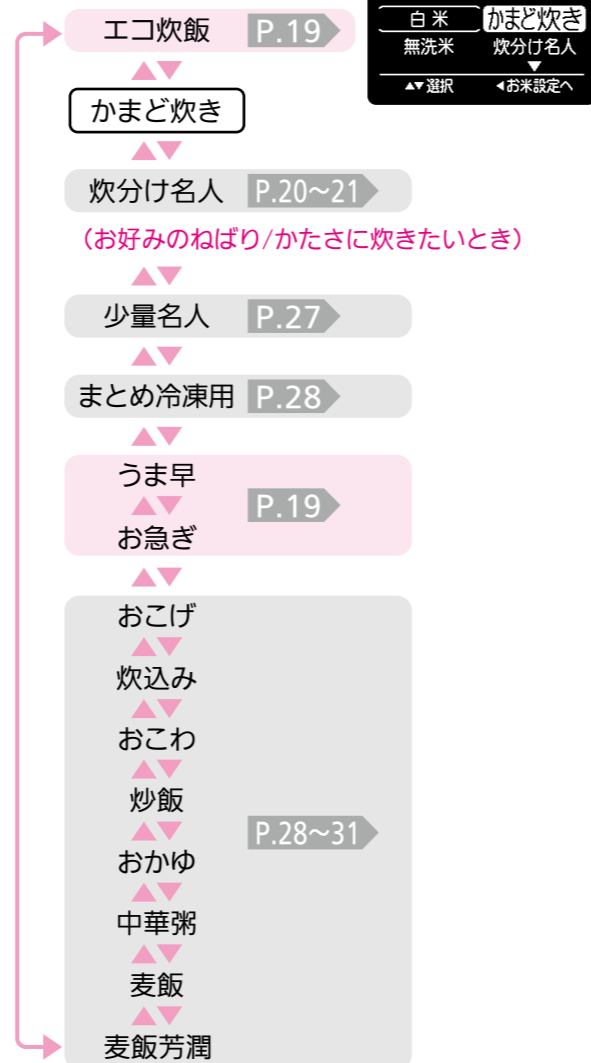 エコ炊飯 P.19
▲▼
かまど炊き
▲▼
炊分け名人 P.20～21
（お好みのねばり/かたさに炊きたいとき）
▲▼
少量名人 P.27
▲▼
まとめ冷凍用 P.28
▲▼
うま早
▲▼ P.19
お急ぎ
▲▼
おこげ
▲▼
炊込み
▲▼
おこわ
▲▼
炒飯
▲▼ P.28～31
おかゆ
▲▼
中華粥
▲▼
麦飯
▲▼
麦飯芳潤
白米 かまど炊き
無洗米 炊分け名人
▼
▲▼選択 ◀お米設定へ